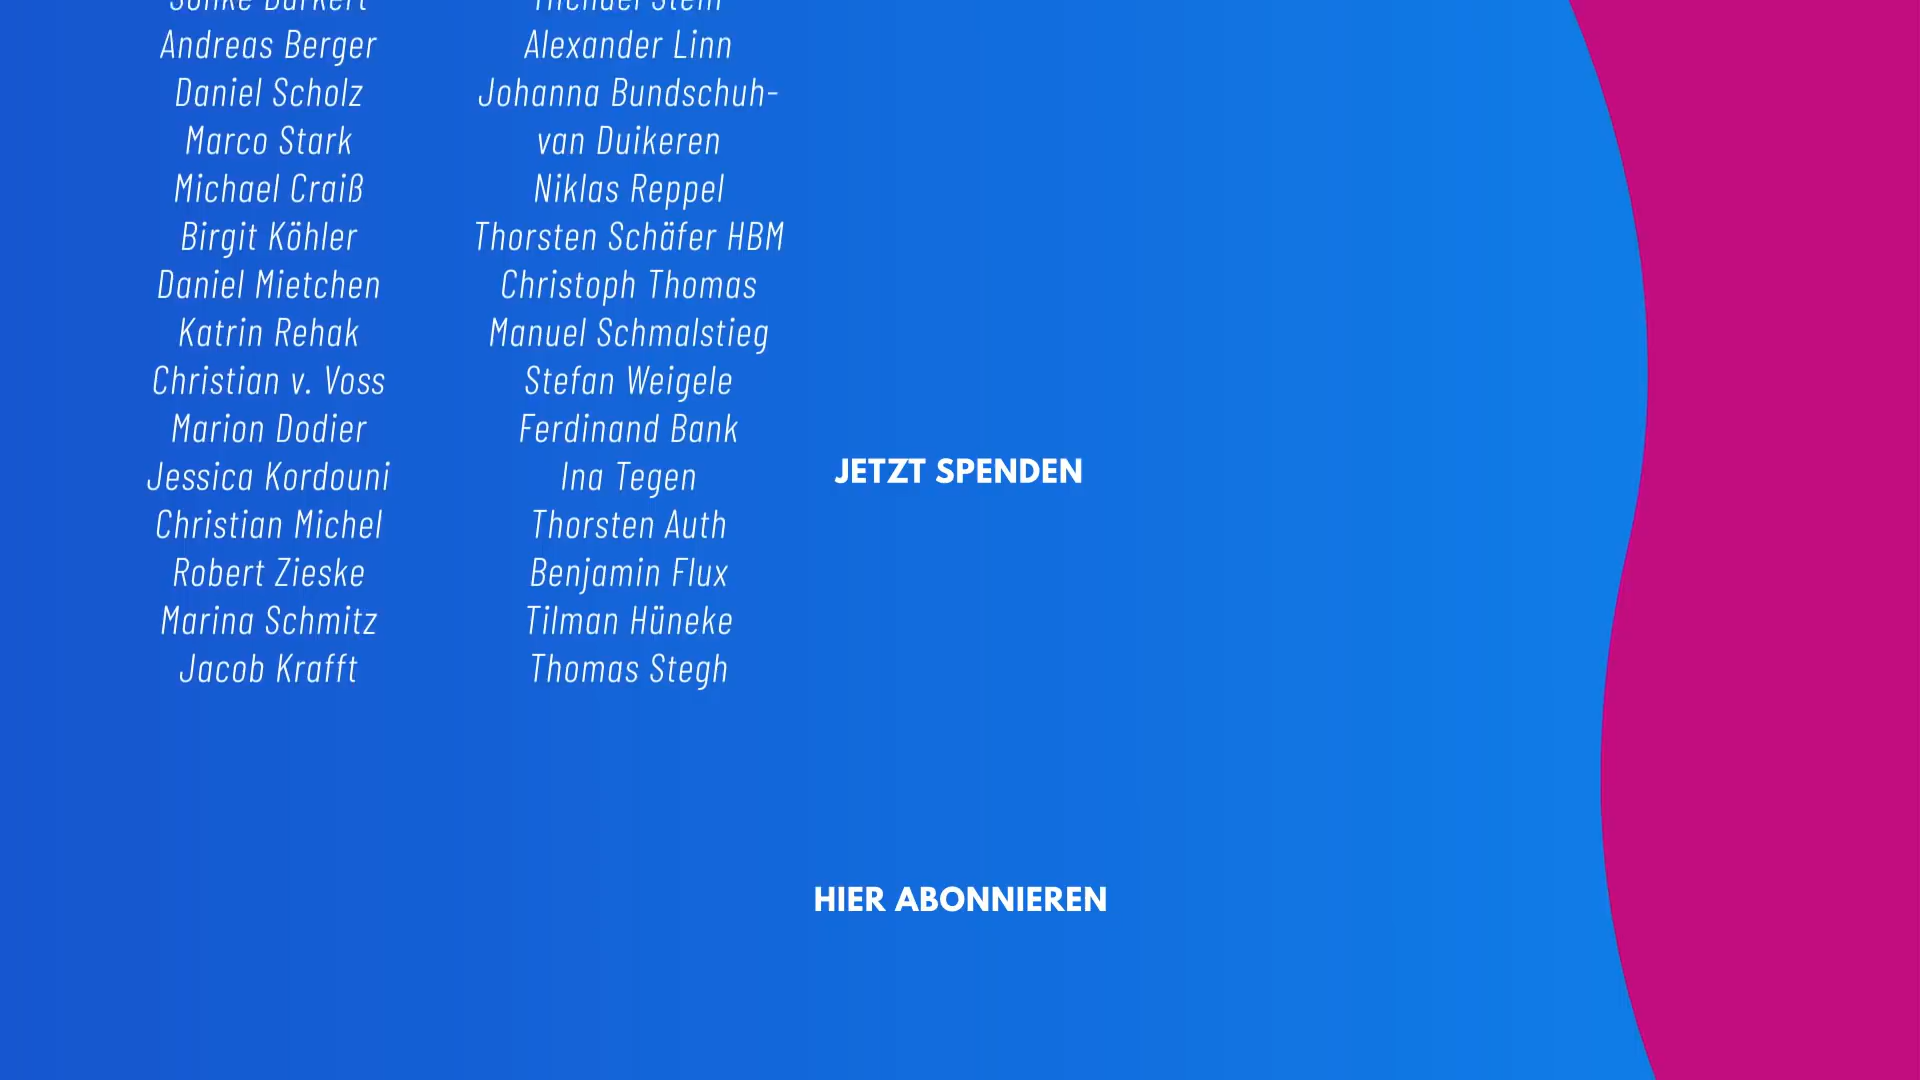 Andreas Berger
Daniel Scholz
Marco Stark
Michael Craiß
Birgit Köhler
Daniel Mietchen
Katrin Rehak
Christian v. Voss
Marion Dodier
Jessica Kordouni
Christian Michel
Robert Zieske
Marina Schmitz
Jacob Krafft
Alexander Linn
Johanna Bundschuh-
van Duikeren
Niklas Reppel
Thorsten Schäfer HBM
Christoph Thomas
Manuel Schmalstieg
Stefan Weigele
Ferdinand Bank
Ina Tegen
Thorsten Auth
Benjamin Flux
Tilman Hüneke
Thomas Stegh
JETZT SPENDEN
HIER ABONNIEREN